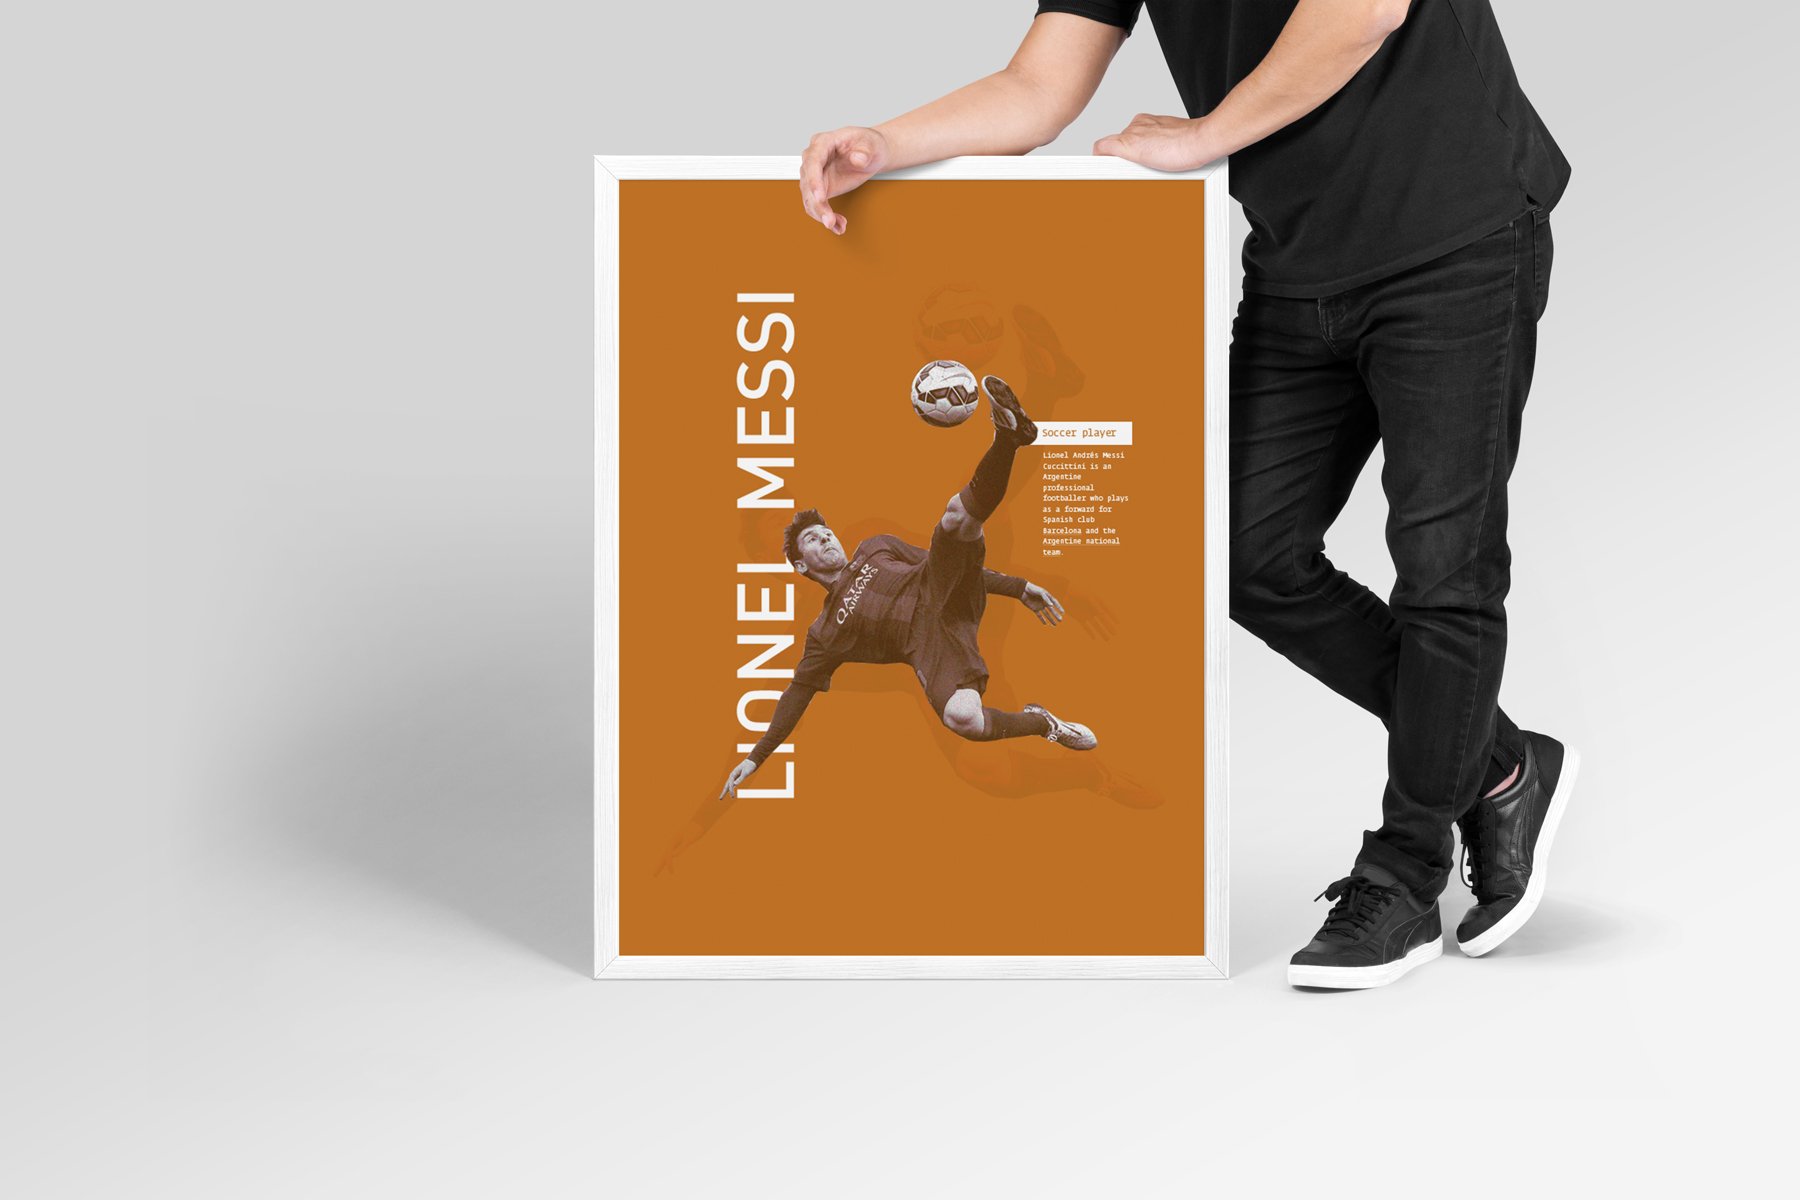 LIONEL MESSI
Soccer player
Lionel Andrés Messi
Cuccittini is an
Argentine
professional
footballer who plays
as a forward for
Spanish club
Barcelona and the
Argentine national
team.
QATAR
AIRWAYS